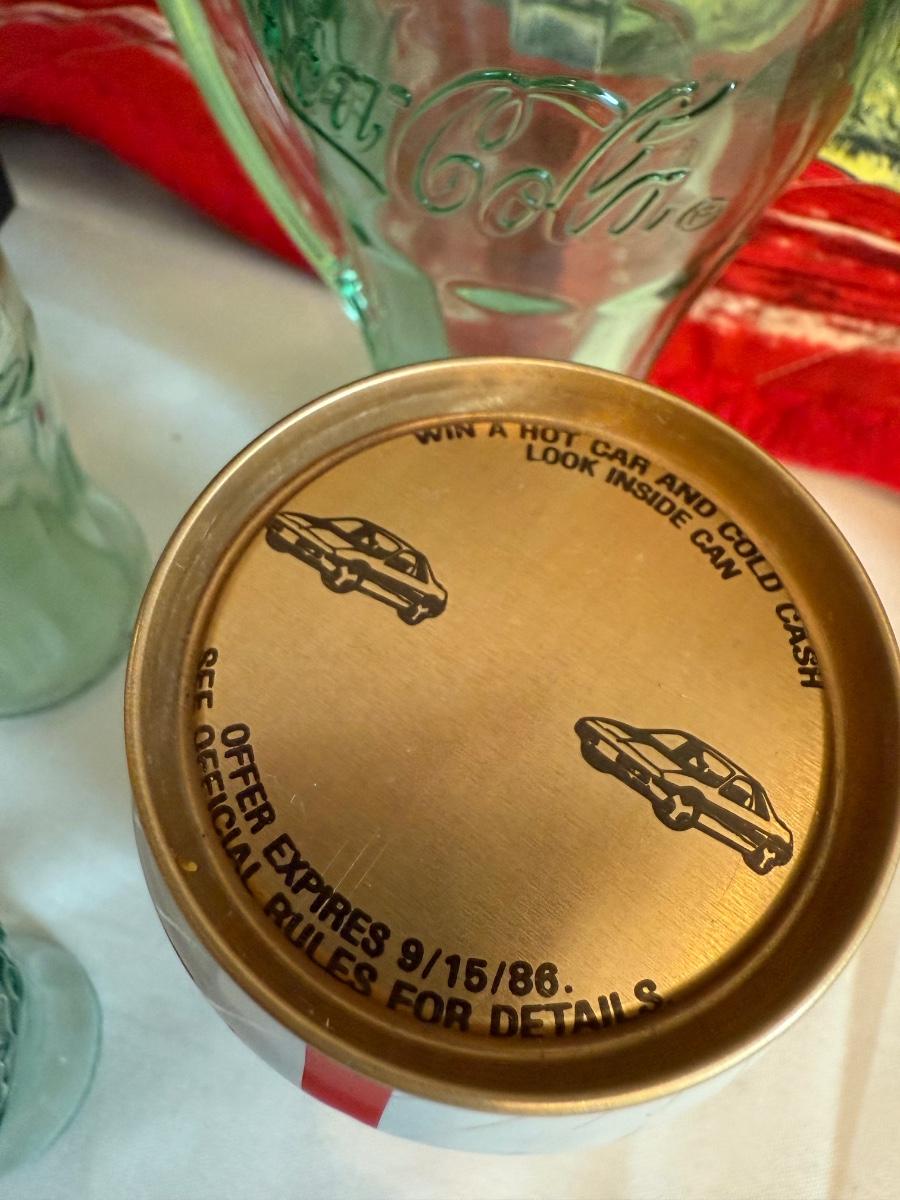 Coca-Cola®
WIN A HOT CAR AND COLD CASH
LOOK INSIDE CAN
OFFER EXPIRES 9/15/86.
SEE OFFICIAL RULES FOR DETAILS.